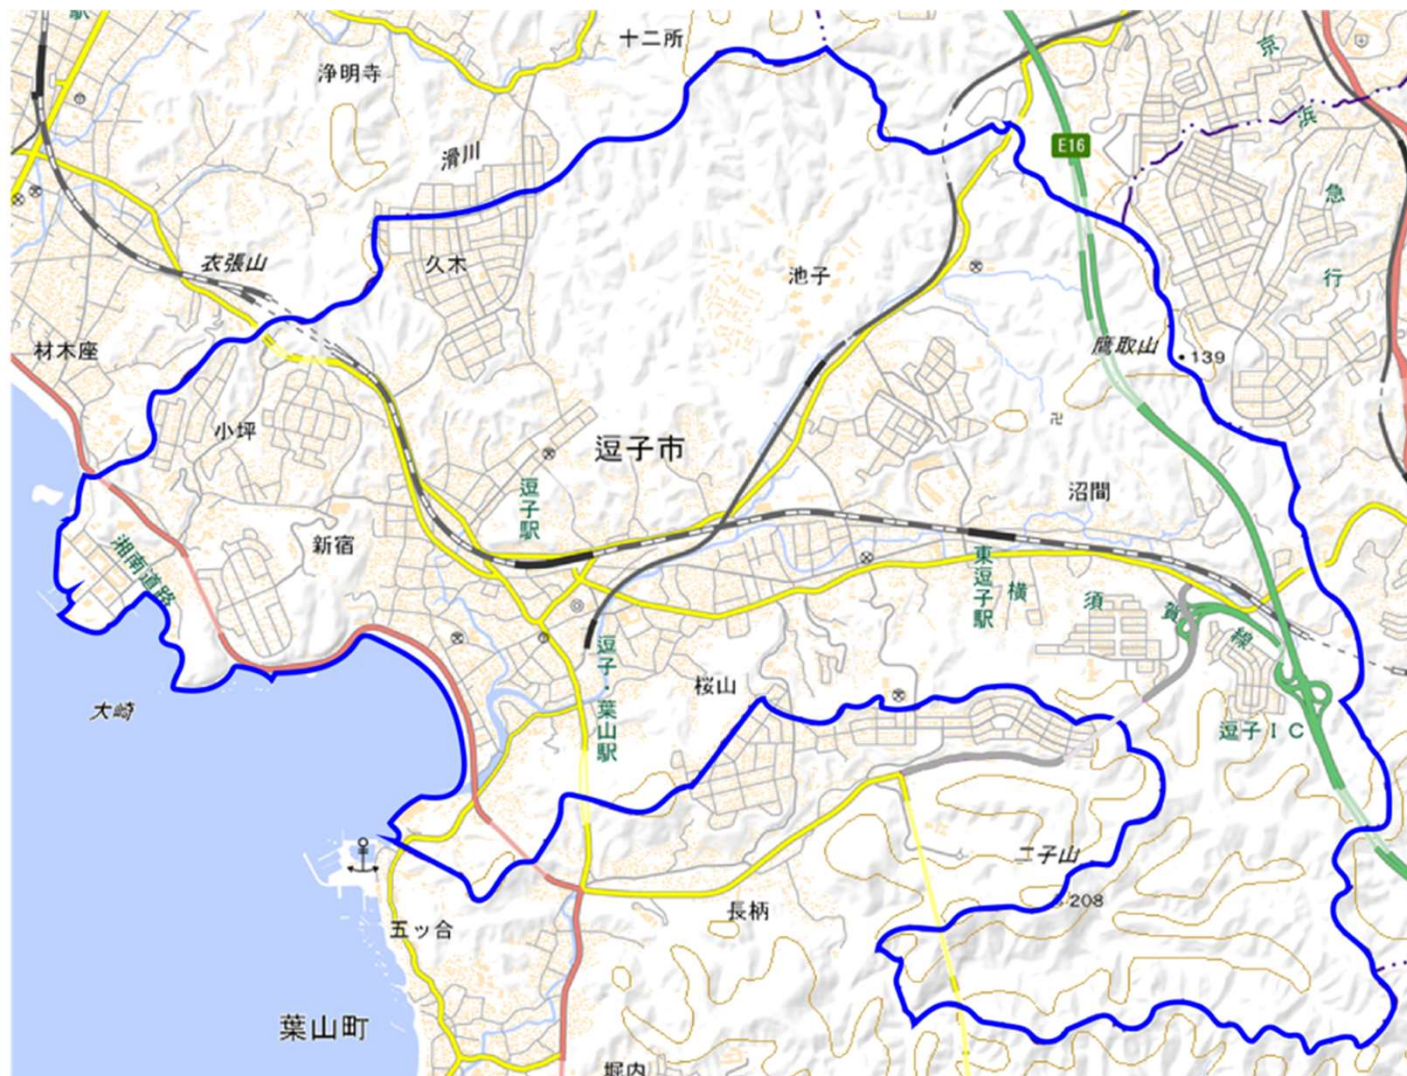 駅
十二所
浄明寺
京
浜
急
行
E16
滑川
衣張山
久木
池子
材木座
鷹取山
139
小坪
逗子市
逗子駅
沼間
新宿
湘南道路
東逗子駅
横
須
賀
線
逗子・葉山駅
桜山
大崎
逗子IC
二子山
208
長柄
五ッ合
葉山町
堀内